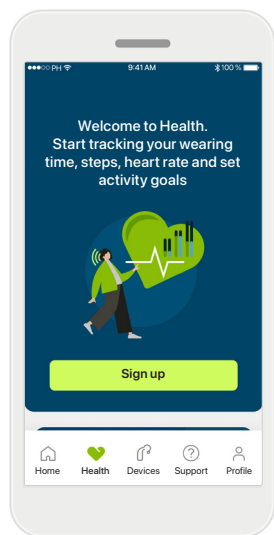 PH 9:41 AM 100 %
Welcome to Health.
Start tracking your wearing
time, steps, heart rate and set
activity goals
Sign up
Home Health Devices Support Profile